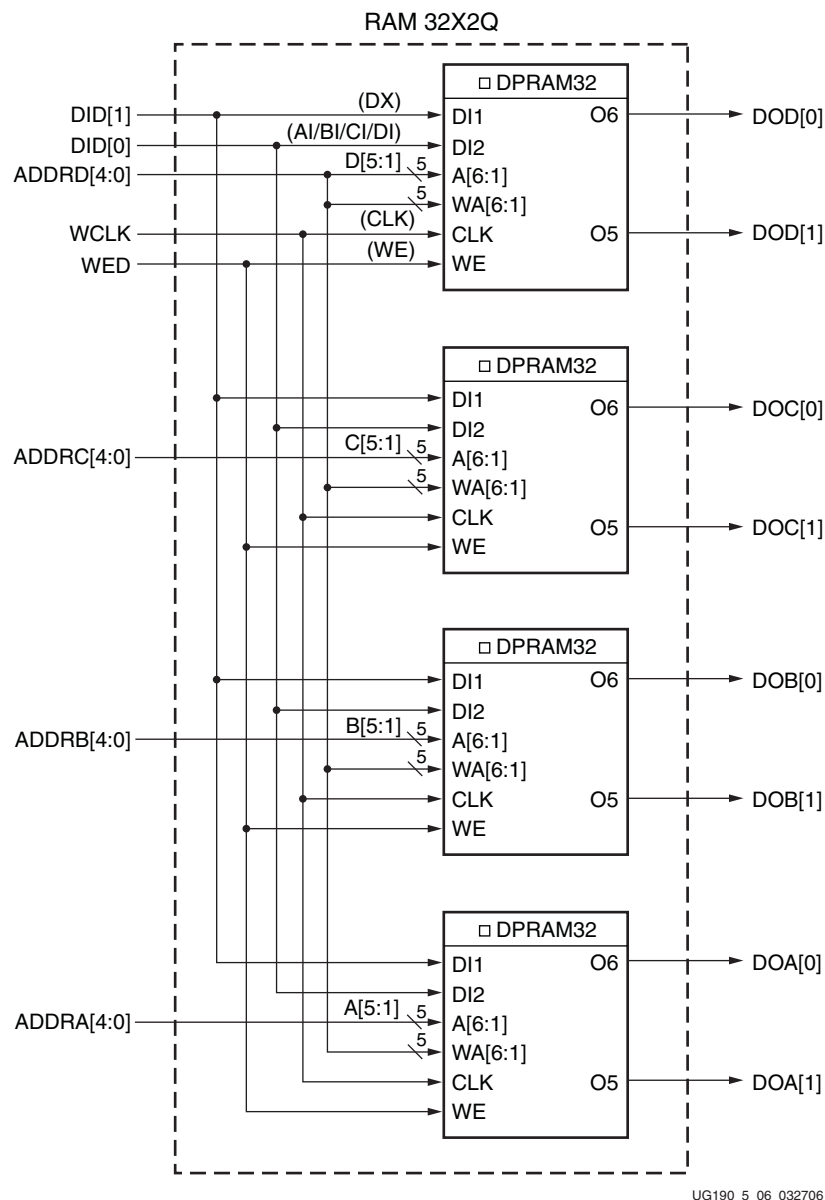 RAM 32X2Q
DPRAM32
DID[1]
(DX)
DI1
O6
DOD[0]
DID[0]
(AI/BI/CI/DI)
DI2
ADDRD[4:0]
D[5:1]
5
A[6:1]
5
WA[6:1]
WCLK
(CLK)
CLK
O5
DOD[1]
WED
(WE)
WE
DPRAM32
DI1
O6
DOC[0]
DI2
ADDRC[4:0]
C[5:1]
5
A[6:1]
5
WA[6:1]
CLK
O5
DOC[1]
WE
DPRAM32
DI1
O6
DOB[0]
DI2
ADDRB[4:0]
B[5:1]
5
A[6:1]
5
WA[6:1]
CLK
O5
DOB[1]
WE
DPRAM32
DI1
O6
DOA[0]
DI2
ADDRA[4:0]
A[5:1]
5
A[6:1]
5
WA[6:1]
CLK
O5
DOA[1]
WE
UG190_5_06_032706